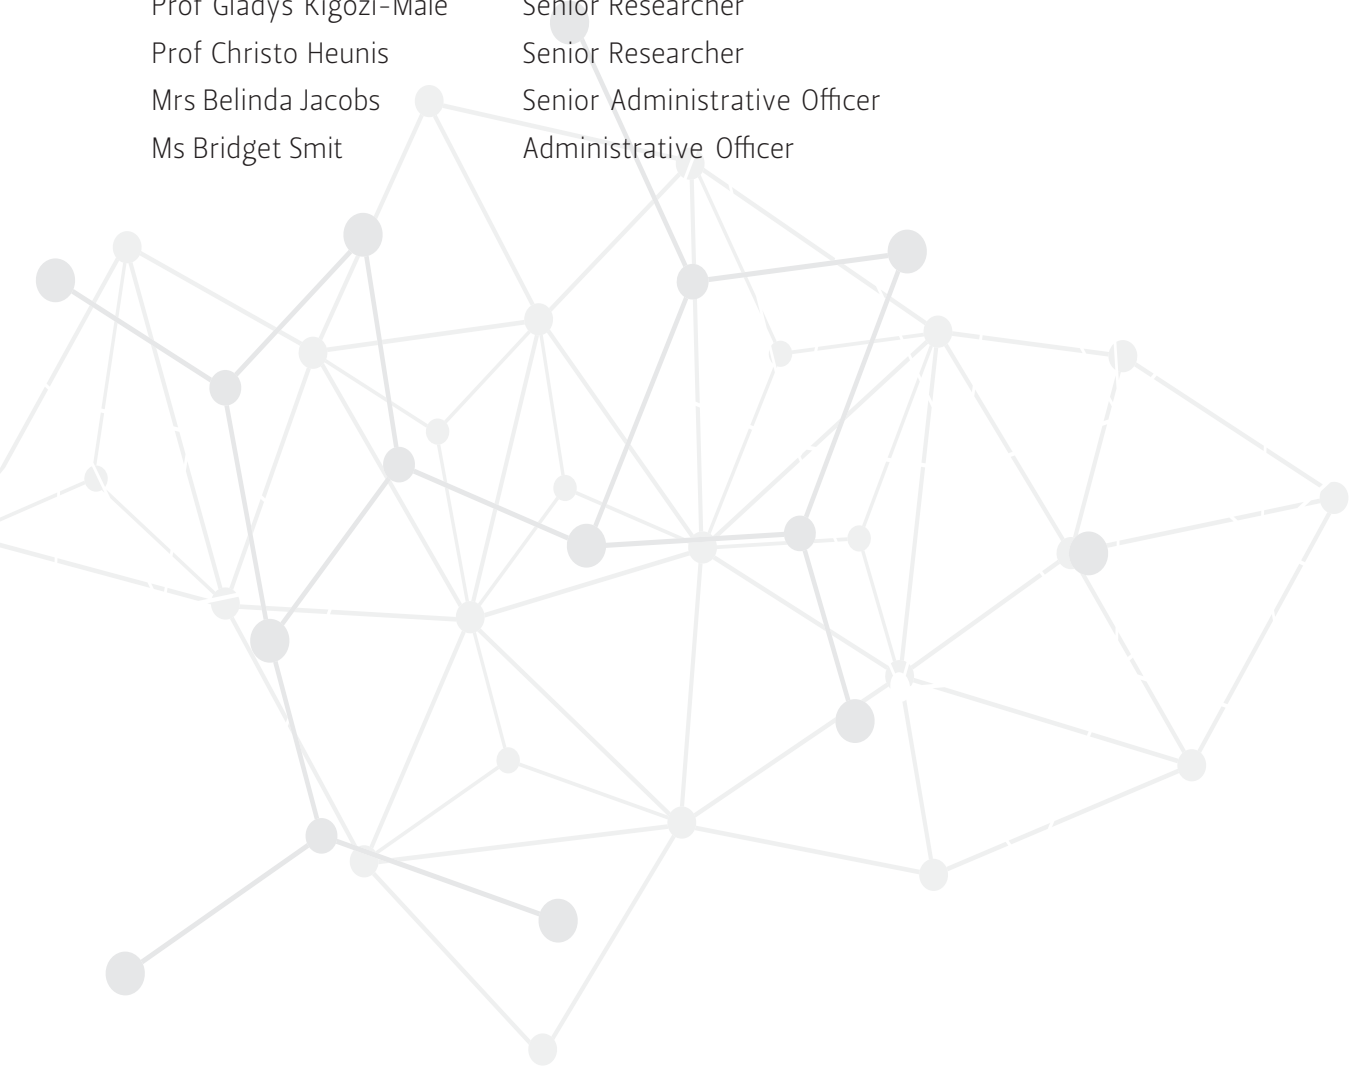 Prof Gladys Kigozi-Male Senior Researcher
Prof Christo Heunis Senior Researcher
Mrs Belinda Jacobs Senior Administrative Officer
Ms Bridget Smit Administrative Officer